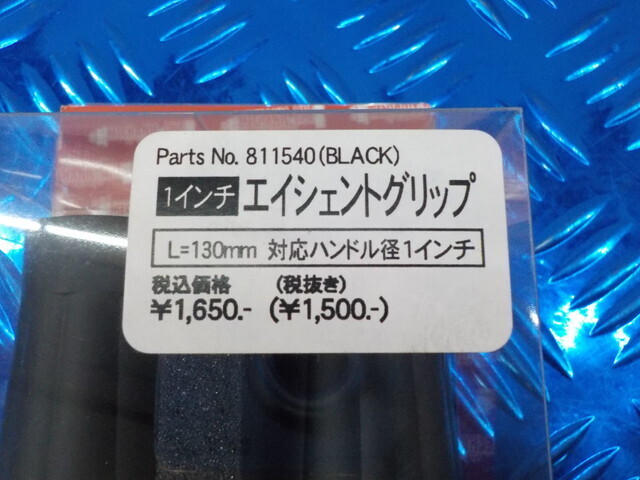 Parts No. 811540(BLACK)
1インチ エイシェントグリップ
L=130mm 対応ハンドル径1インチ
税込価格 (税抜き)
¥1,650.- (¥1,500.-)